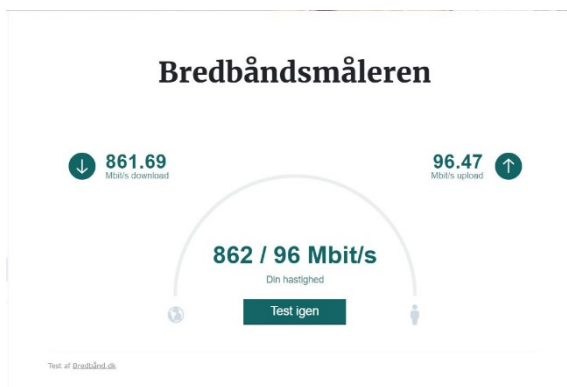 Bredbåndsmåleren
861.69
Mbit/s download
96.47
Mbit/s upload
862 / 96 Mbit/s
Din hastighed
Test igen
Test af Bredbånd.dk